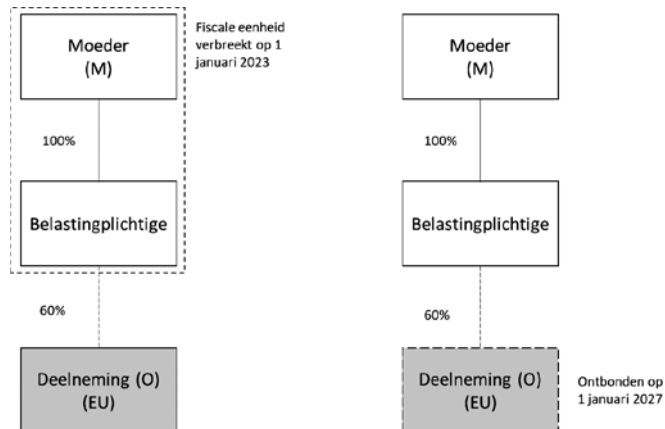 Moeder
(M)
Fiscale eenheid
verbreekt op 1
januari 2023
100%
Belastingplichtige
60%
Deelneming (O)
(EU)
Moeder
(M)
100%
Belastingplichtige
60%
Deelneming (O)
(EU)
Ontbonden op
1 januari 2027